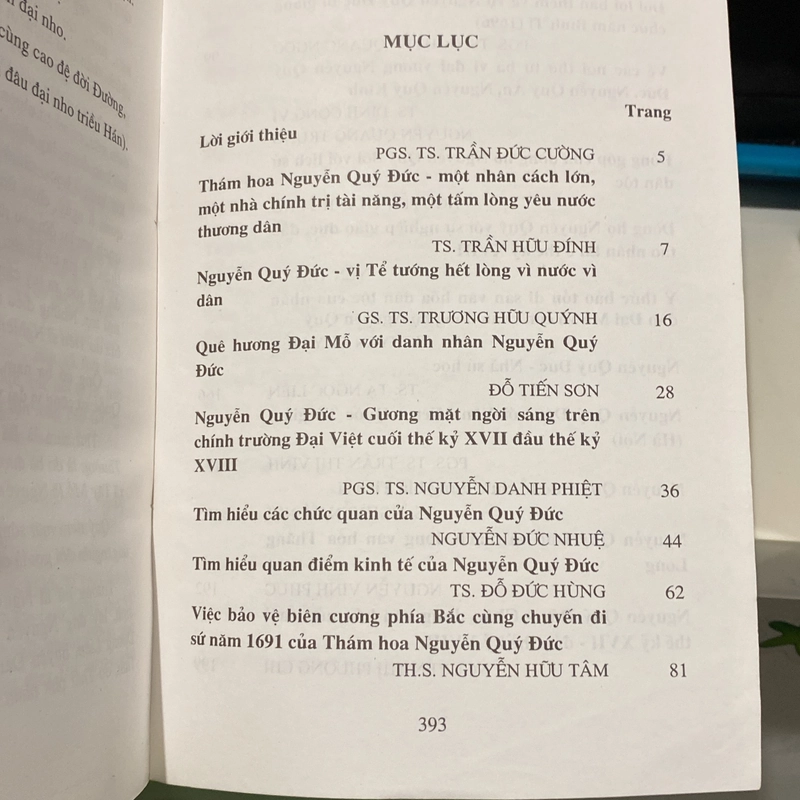 đại nho.
cùng cao đệ đời Đường,
đâu đại nho triều Hán).
MỤC LỤC
Trang
Lời giới thiệu
PGS. TS. TRẦN ĐỨC CƯỜNG 5
Thám hoa Nguyễn Quý Đức - một nhân cách lớn,
một nhà chính trị tài năng, một tấm lòng yêu nước
thương dân
TS. TRẦN HỮU ĐÍNH 7
Nguyễn Quý Đức - vị Tể tướng hết lòng vì nước vì
dân
GS. TS. TRƯƠNG HỮU QUÝNH 16
Quê hương Đại Mỗ với danh nhân Nguyễn Quý
Đức
ĐỖ TIẾN SƠN 28
Nguyễn Quý Đức - Gương mặt ngời sáng trên
chính trường Đại Việt cuối thế kỷ XVII đầu thế kỷ
XVIII
PGS. TS. NGUYỄN DANH PHIỆT 36
Tìm hiểu các chức quan của Nguyễn Quý Đức
NGUYỄN ĐỨC NHUỆ 44
Tìm hiểu quan điểm kinh tế của Nguyễn Quý Đức
TS. ĐỖ ĐỨC HÙNG 62
Việc bảo vệ biên cương phía Bắc cùng chuyến đi
sứ năm 1691 của Thám hoa Nguyễn Quý Đức
TH.S. NGUYỄN HỮU TÂM 81
393